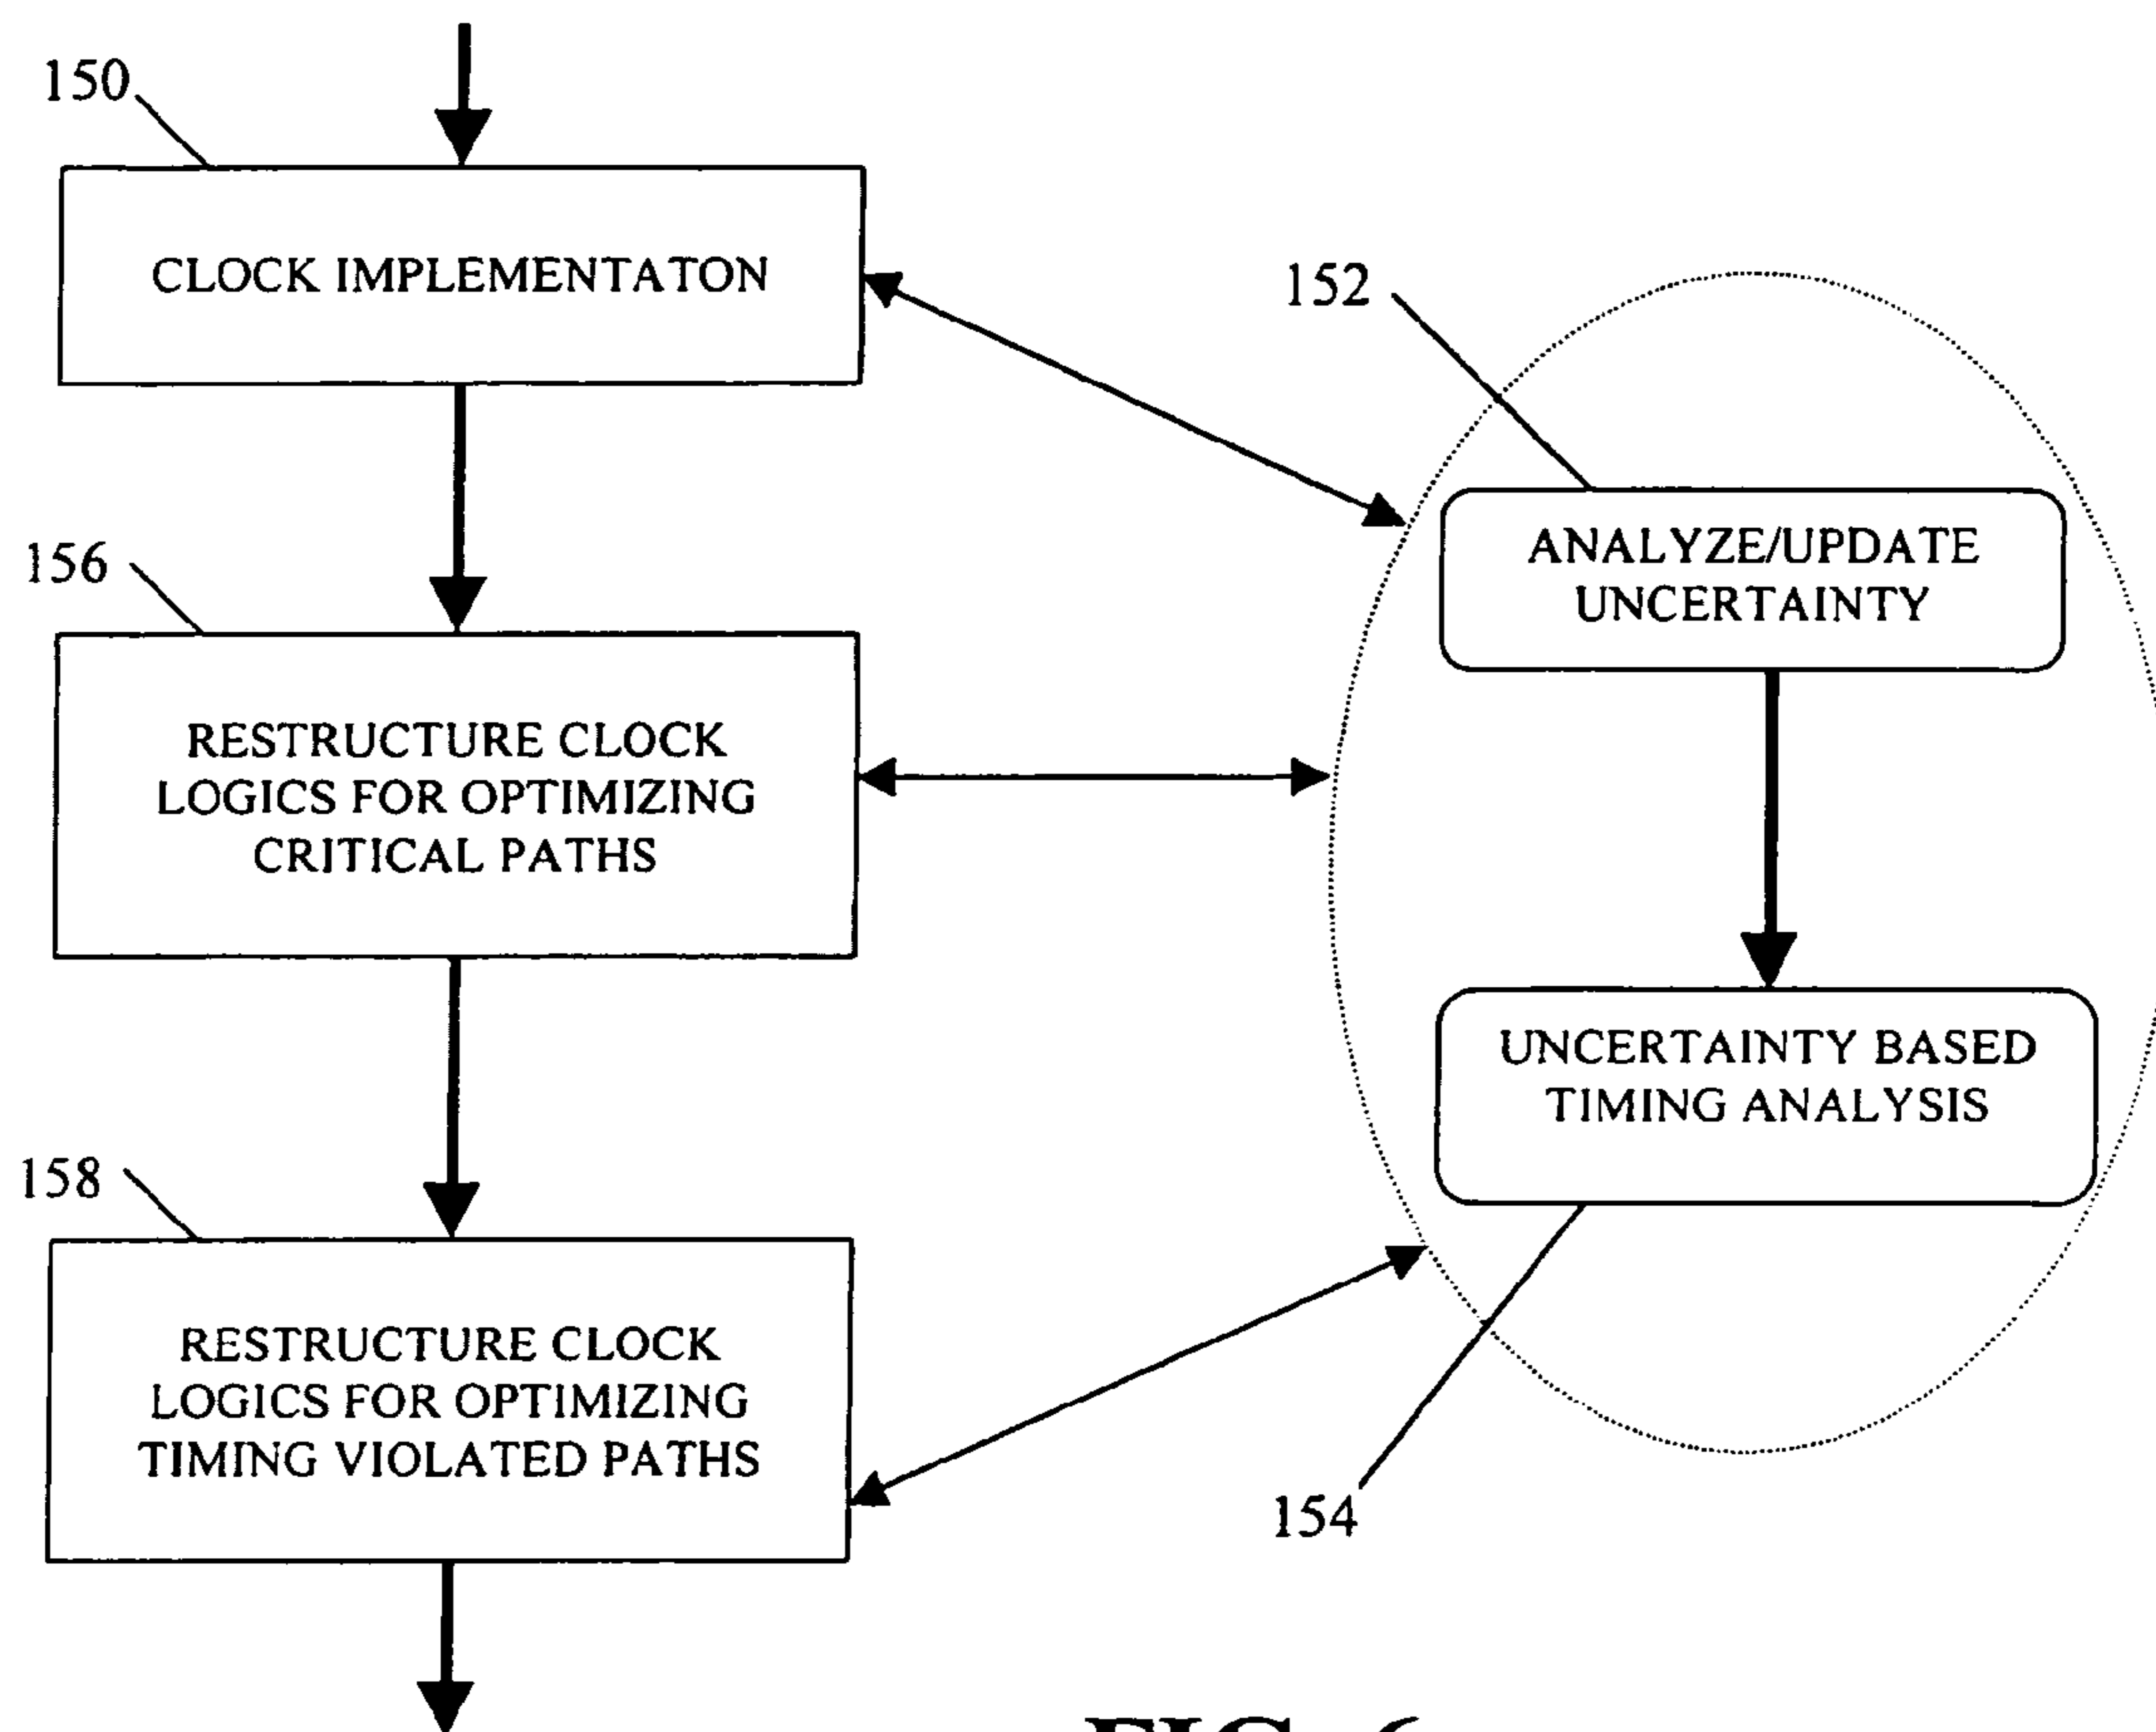 150
CLOCK IMPLEMENTATON
152
ANALYZE/UPDATE
UNCERTAINTY
156
RESTRUCTURE CLOCK
LOGICS FOR OPTIMIZING
CRITICAL PATHS
UNCERTAINTY BASED
TIMING ANALYSIS
158
RESTRUCTURE CLOCK
LOGICS FOR OPTIMIZING
TIMING VIOLATED PATHS
154